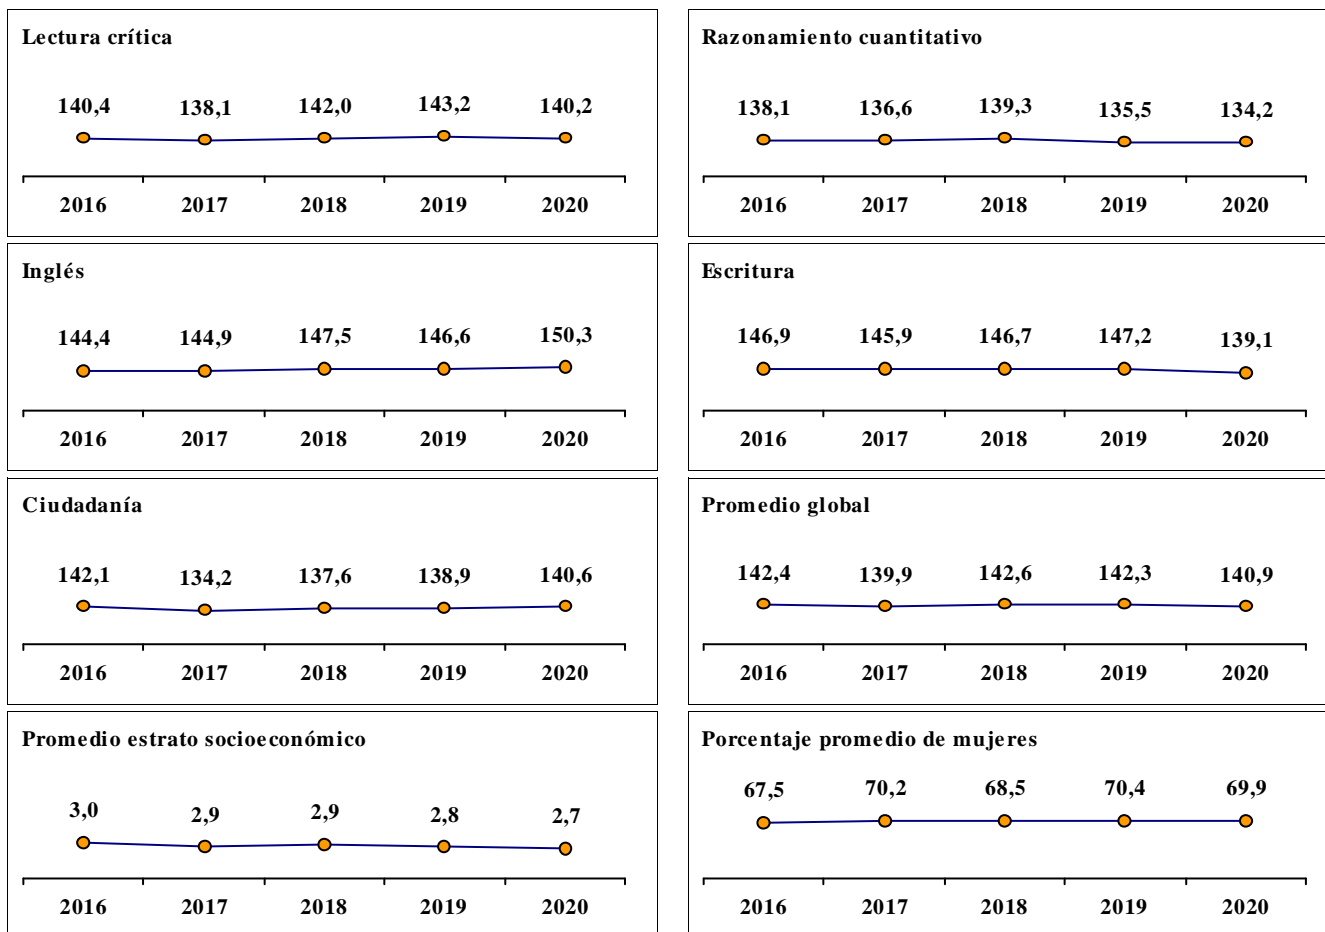 Lectura crítica
140,4 138,1 142,0 143,2 140,2
2016 2017 2018 2019 2020
Razonamiento cuantitativo
138,1 136,6 139,3 135,5 134,2
2016 2017 2018 2019 2020
Inglés
144,4 144,9 147,5 146,6 150,3
2016 2017 2018 2019 2020
Escritura
146,9 145,9 146,7 147,2 139,1
2016 2017 2018 2019 2020
Ciudadanía
142,1 134,2 137,6 138,9 140,6
2016 2017 2018 2019 2020
Promedio global
142,4 139,9 142,6 142,3 140,9
2016 2017 2018 2019 2020
Promedio estrato socioeconómico
3,0 2,9 2,9 2,8 2,7
2016 2017 2018 2019 2020
Porcentaje promedio de mujeres
67,5 70,2 68,5 70,4 69,9
2016 2017 2018 2019 2020